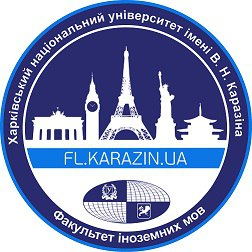 Харківський національний університет імені В. Н. Каразіна
FL.KARAZIN.UA
Факультет іноземних мов